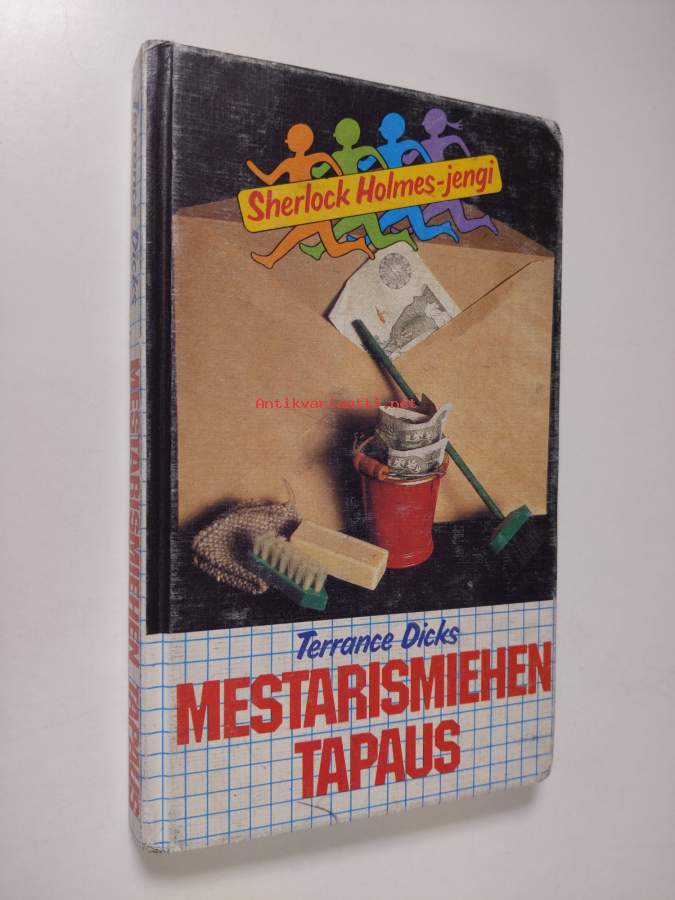 Sherlock Holmes-jengi
Antikvariaatti.net
Terrance Dicks
MESTARISMIEHEN
TAPAUS
Terrance Dicks
MESTARISMIEHEN TAPAUS